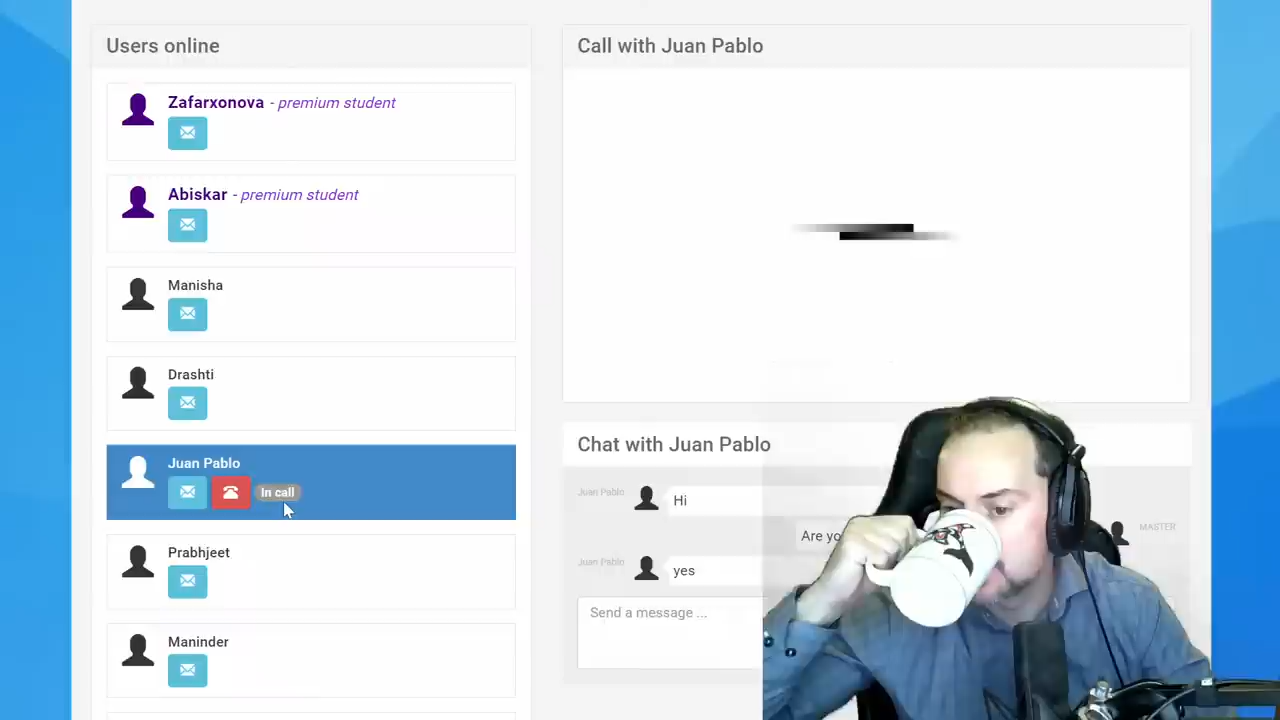 Users online
Zafarxonova - premium student
Abiskar - premium student
Manisha
Drashti
Juan Pablo
In call
Prabhjeet
Maninder
Call with Juan Pablo
Chat with Juan Pablo
Juan Pablo
Hi
Are yo
MASTER
Juan Pablo
yes
Send a message ...